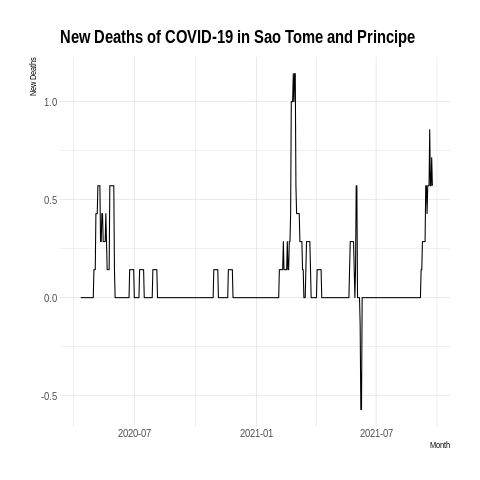 New Deaths of COVID-19 in Sao Tome and Principe
New Deaths
1.0
0.5
0.0
-0.5
2020-07 2021-01 2021-07
Month